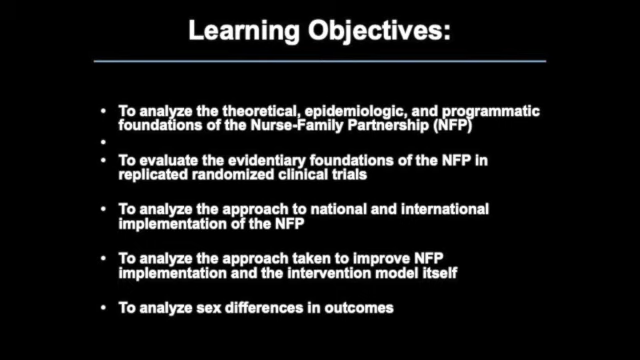 Learning Objectives:
• To analyze the theoretical, epidemiologic, and programmatic
foundations of the Nurse-Family Partnership (NFP)
•
• To evaluate the evidentiary foundations of the NFP in
replicated randomized clinical trials
• To analyze the approach to national and international
implementation of the NFP
• To analyze the approach taken to improve NFP
implementation and the intervention model itself
• To analyze sex differences in outcomes